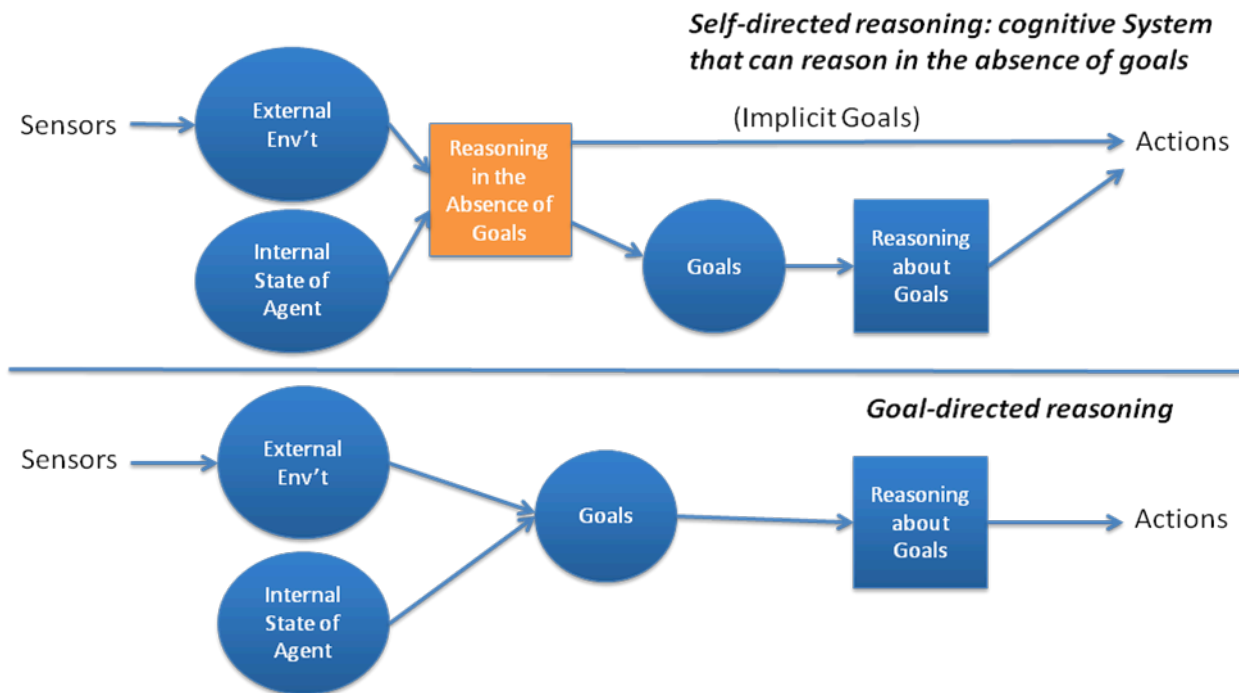 Self-directed reasoning: cognitive System
that can reason in the absence of goals
Sensors
External
Env’t
Internal
State of
Agent
Reasoning
in the
Absence of
Goals
(Implicit Goals)
Goals
Reasoning
about
Goals
Actions
Goal-directed reasoning
Sensors
External
Env’t
Internal
State of
Agent
Goals
Reasoning
about
Goals
Actions